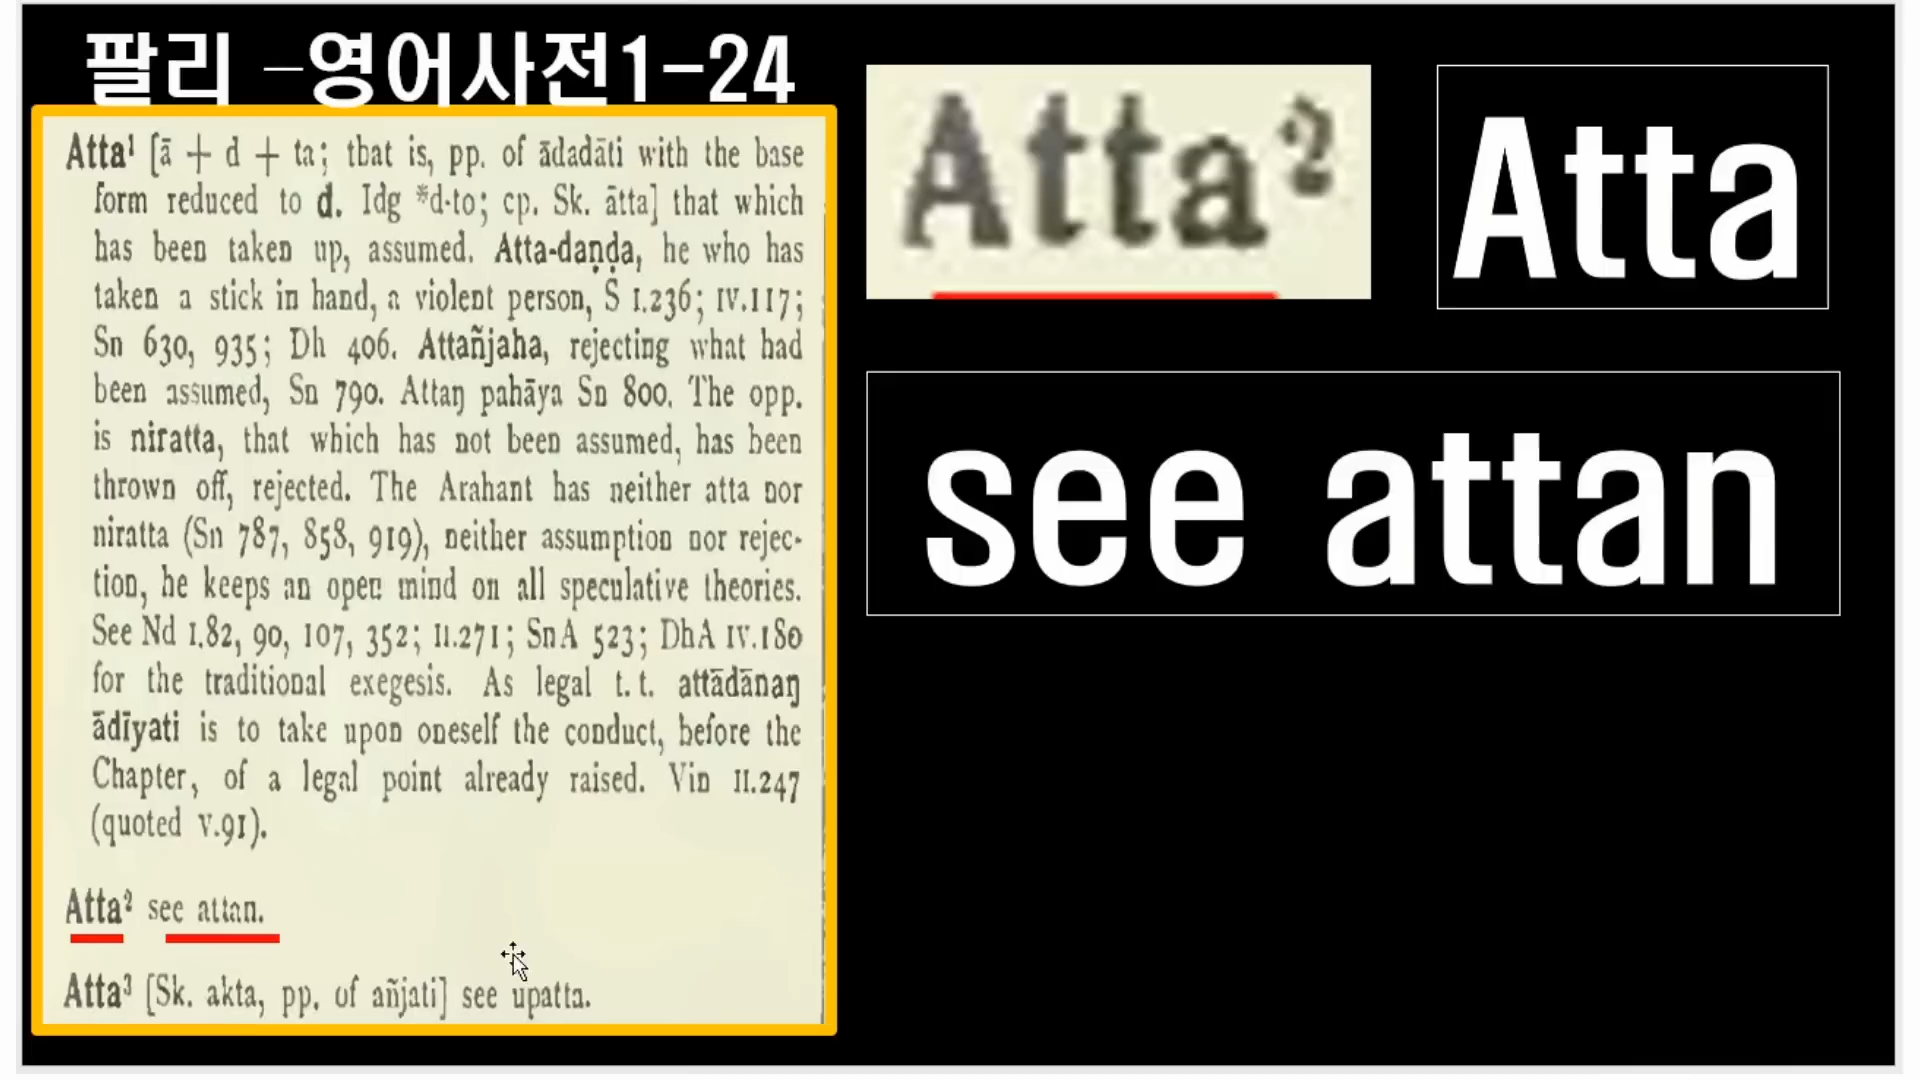 팔리 –영어사전1-24
Atta¹ [ā + d + ta; that is, pp. of ādadāti with the base
form reduced to d. Idg *d-to; cp. Sk. ātta] that which
has been taken up, assumed. Atta-daṇḍa, he who has
taken a stick in hand, a violent person, S I.236; IV.117;
Sn 630, 935; Dh 406. Attañjaha, rejecting what had
been assumed, Sn 790. Attaŋ pahāya Sn 800. The opp.
is niratta, that which has not been assumed, has been
thrown off, rejected. The Arahant has neither atta nor
niratta (Sn 787, 858, 919), neither assumption nor rejec-
tion, he keeps an open mind on all speculative theories.
See Nd I.82, 90, 107, 352; II.271; SnA 523; DhA IV.180
for the traditional exegesis. As legal t. t. attādānaŋ
ādīyati is to take upon oneself the conduct, before the
Chapter, of a legal point already raised. Vin II.247
(quoted V.91).
Atta² see attan.
Atta³ [Sk. akta, pp. of añjati] see upatta.
Atta²
Atta
see attan